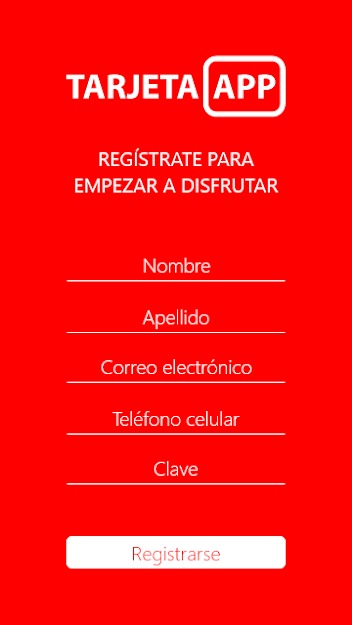 TARJETA APP
REGÍSTRATE PARA
EMPEZAR A DISFRUTAR
Nombre
Apellido
Correo electrónico
Teléfono celular
Clave
Registrarse